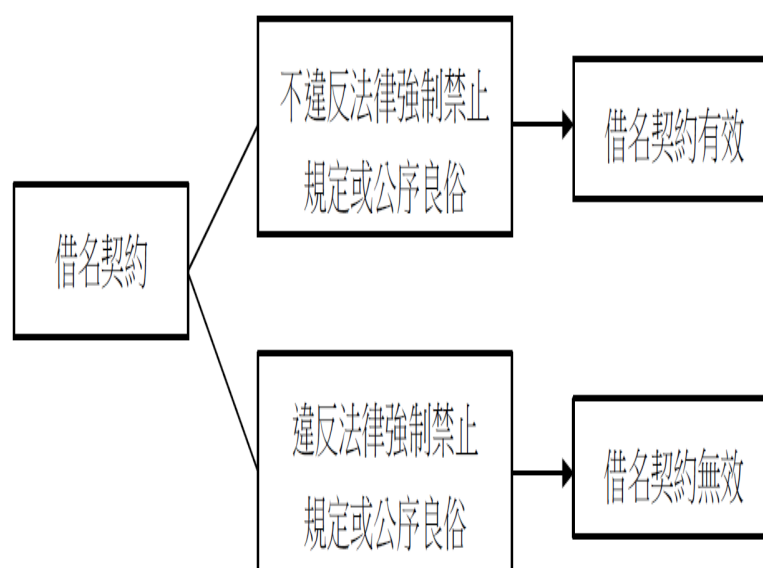 借名契約
不違反法律強制禁止
規定或公序良俗
借名契約有效
違反法律強制禁止
規定或公序良俗
借名契約無效